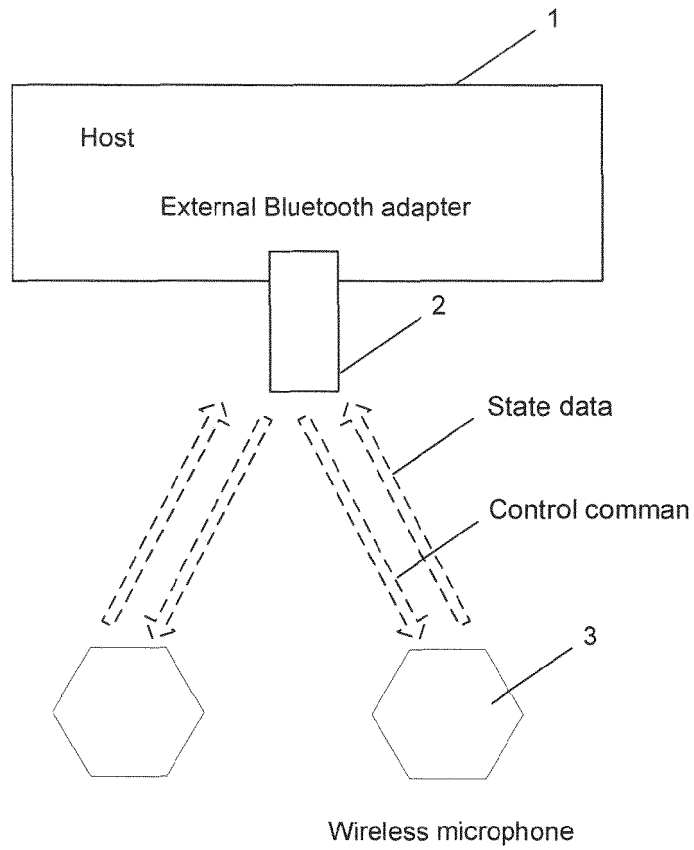 1
Host
External Bluetooth adapter
2
State data
Control comman
3
Wireless microphone